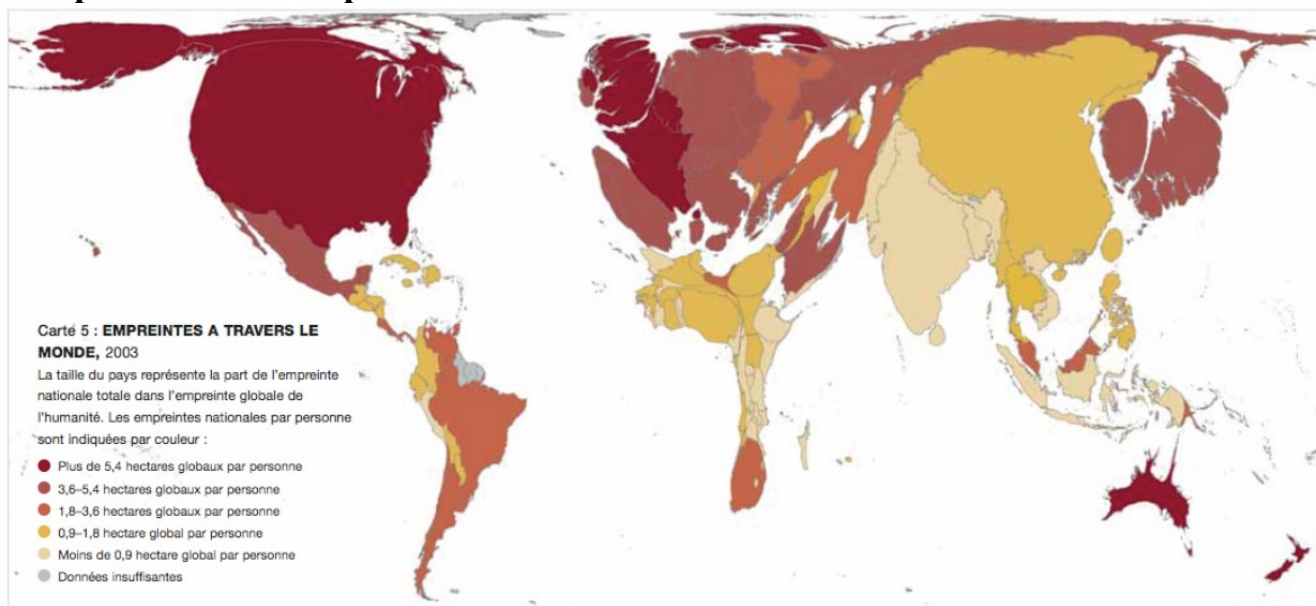 Carte 5 : EMPREINTES A TRAVERS LE
MONDE, 2003
La taille du pays représente la part de l'empreinte
nationale totale dans l'empreinte globale de
l'humanité. Les empreintes nationales par personne
sont indiquées par couleur :
Plus de 5,4 hectares globaux par personne
3,6–5,4 hectares globaux par personne
1,8–3,6 hectares globaux par personne
0,9–1,8 hectare global par personne
Moins de 0,9 hectare global par personne
Données insuffisantes